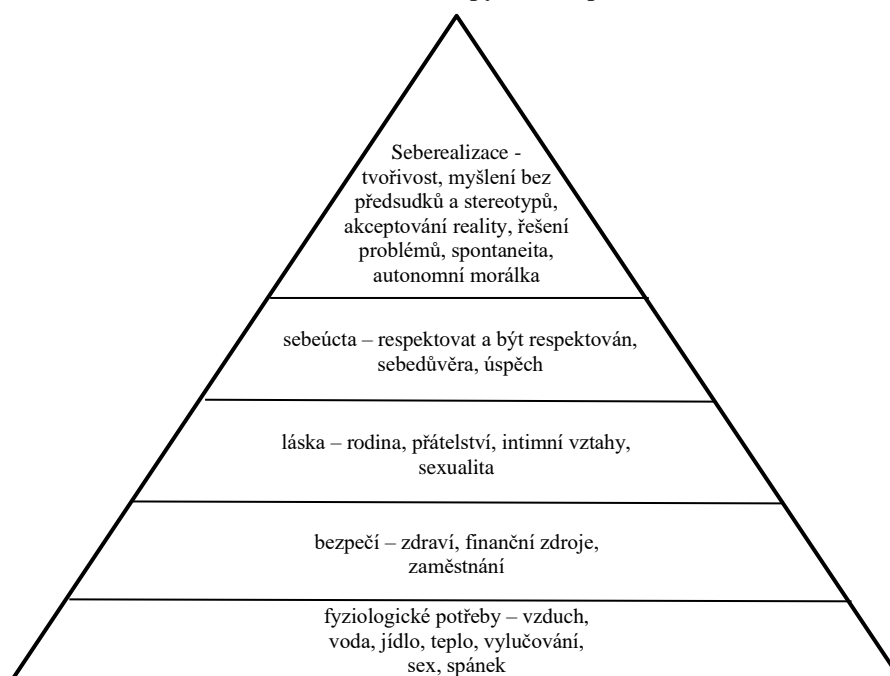 Seberealizace -
tvořivost, myšlení bez
předsudků a stereotypů,
akceptování reality, řešení
problémů, spontaneita,
autonomní morálka
sebeúcta – respektovat a být respektován,
sebedůvěra, úspěch
láska – rodina, přátelství, intimní vztahy,
sexualita
bezpečí – zdraví, finanční zdroje,
zaměstnání
fyziologické potřeby – vzduch,
voda, jídlo, teplo, vylučování,
sex, spánek